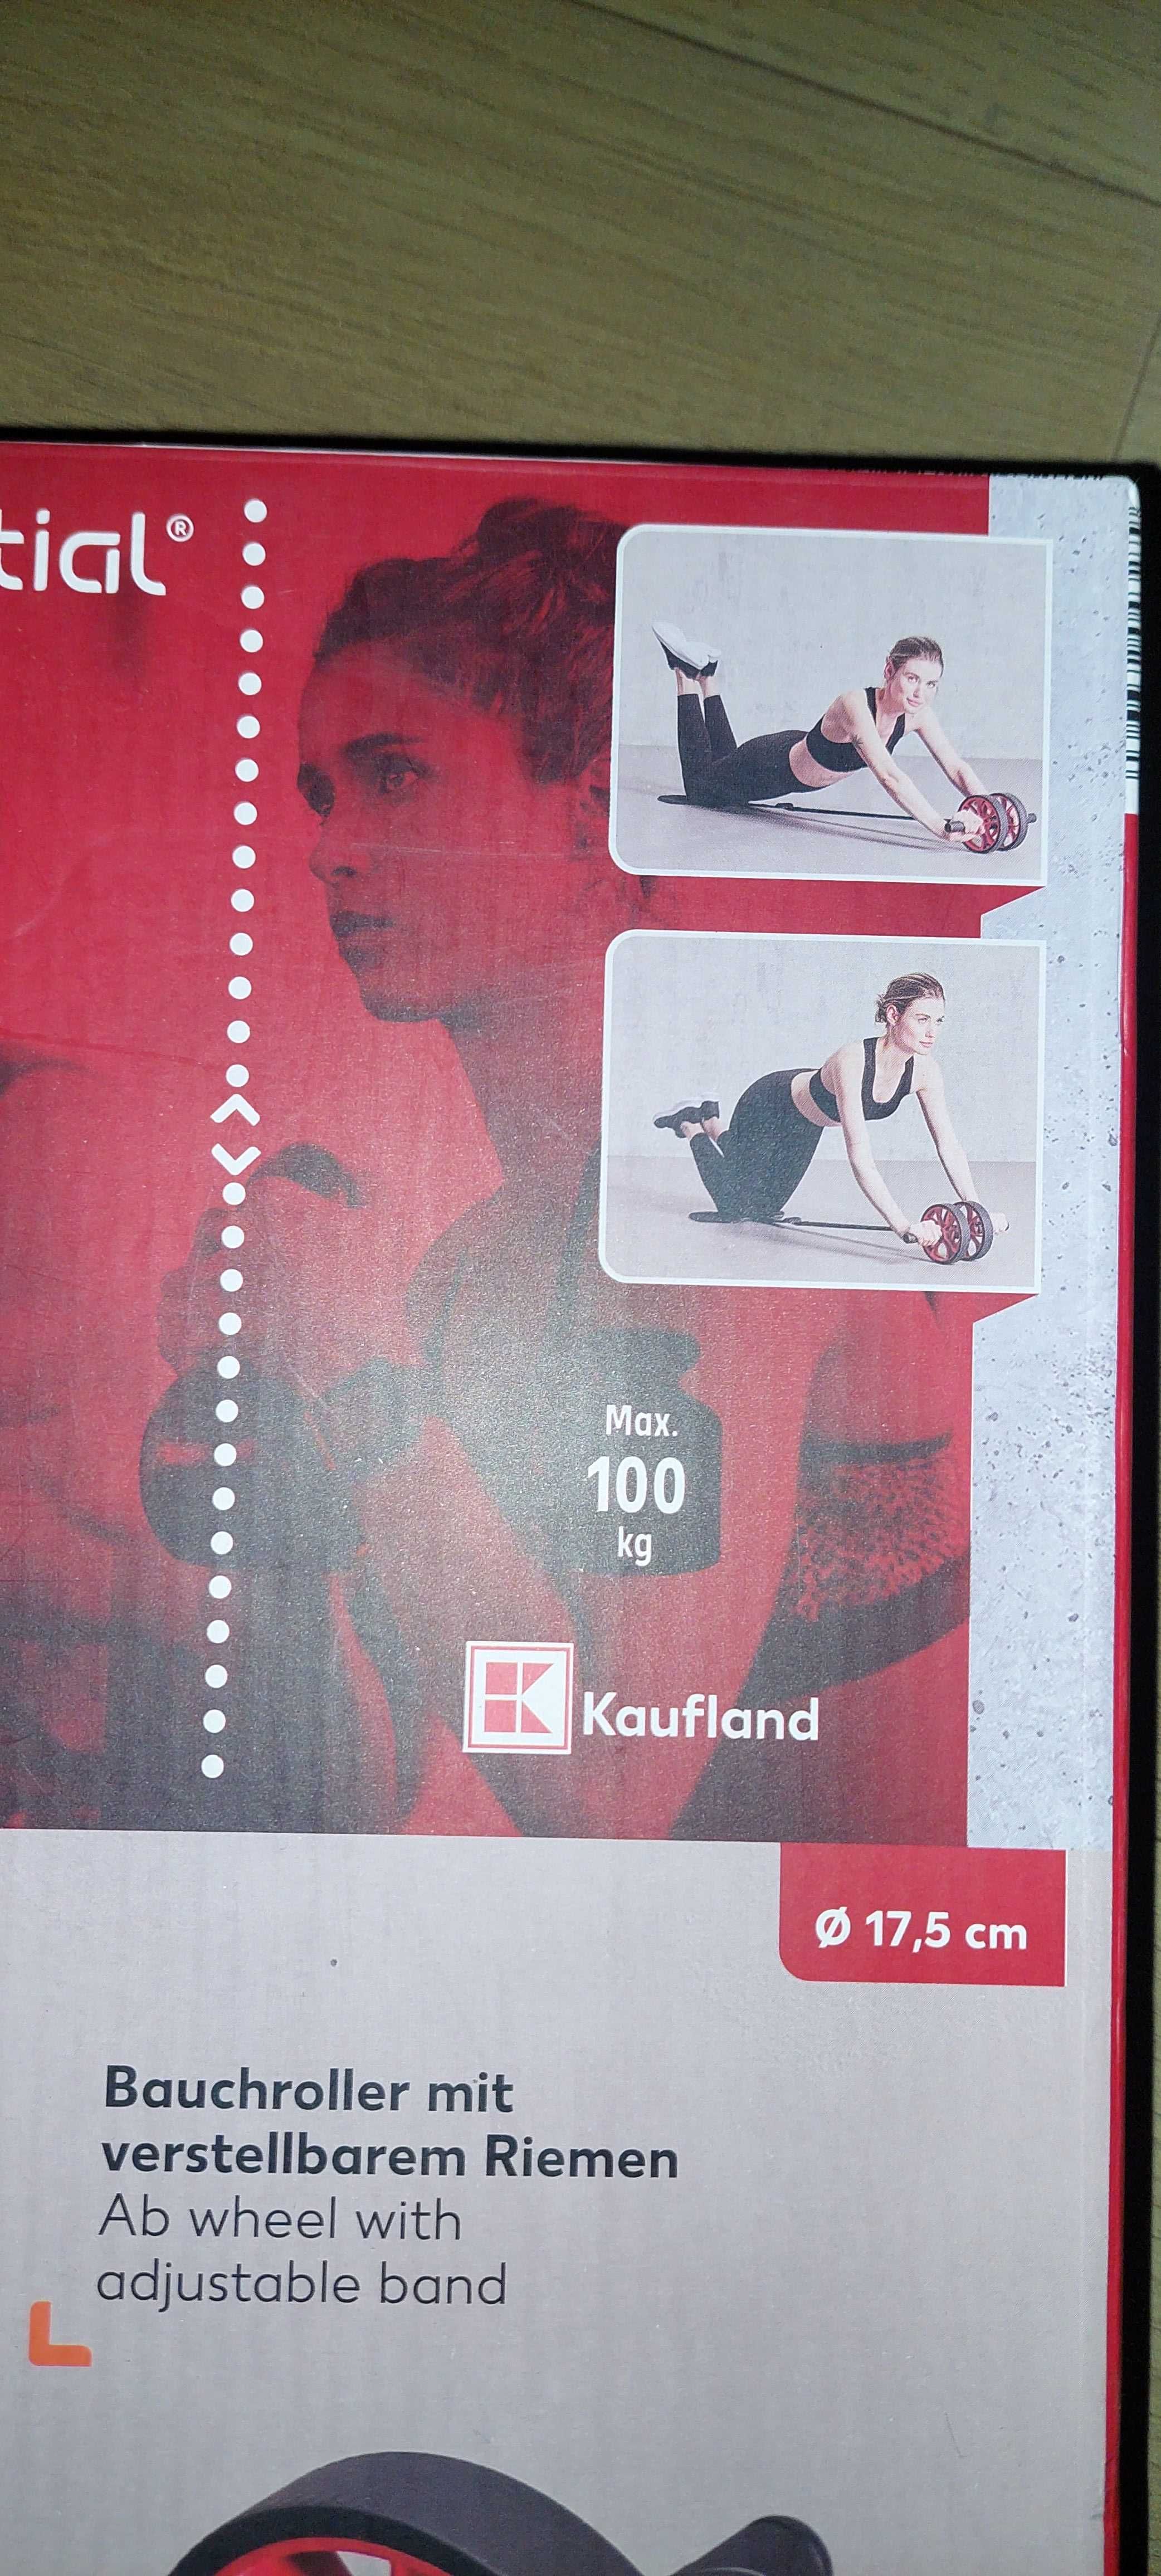 tial®
Max.
100
kg
Kaufland
Ø 17,5 cm
Bauchroller mit
verstellbarem Riemen
Ab wheel with
adjustable band